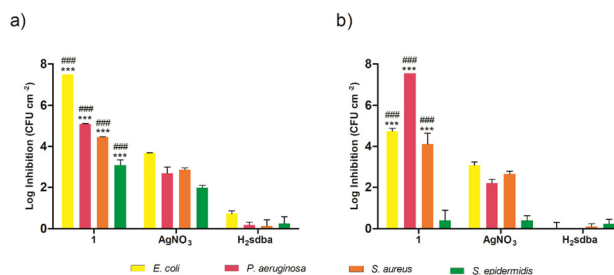 a)
Log Inhibition (CFU cm-2)
8
6
4
2
0
###
***
###
***
###
***
###
***
1
AgNO3
H2sdba
b)
Log Inhibition (CFU cm-2)
8
6
4
2
0
###
***
###
***
###
***
1
AgNO3
H2sdba
E. coli
P. aeruginosa
S. aureus
S. epidermidis